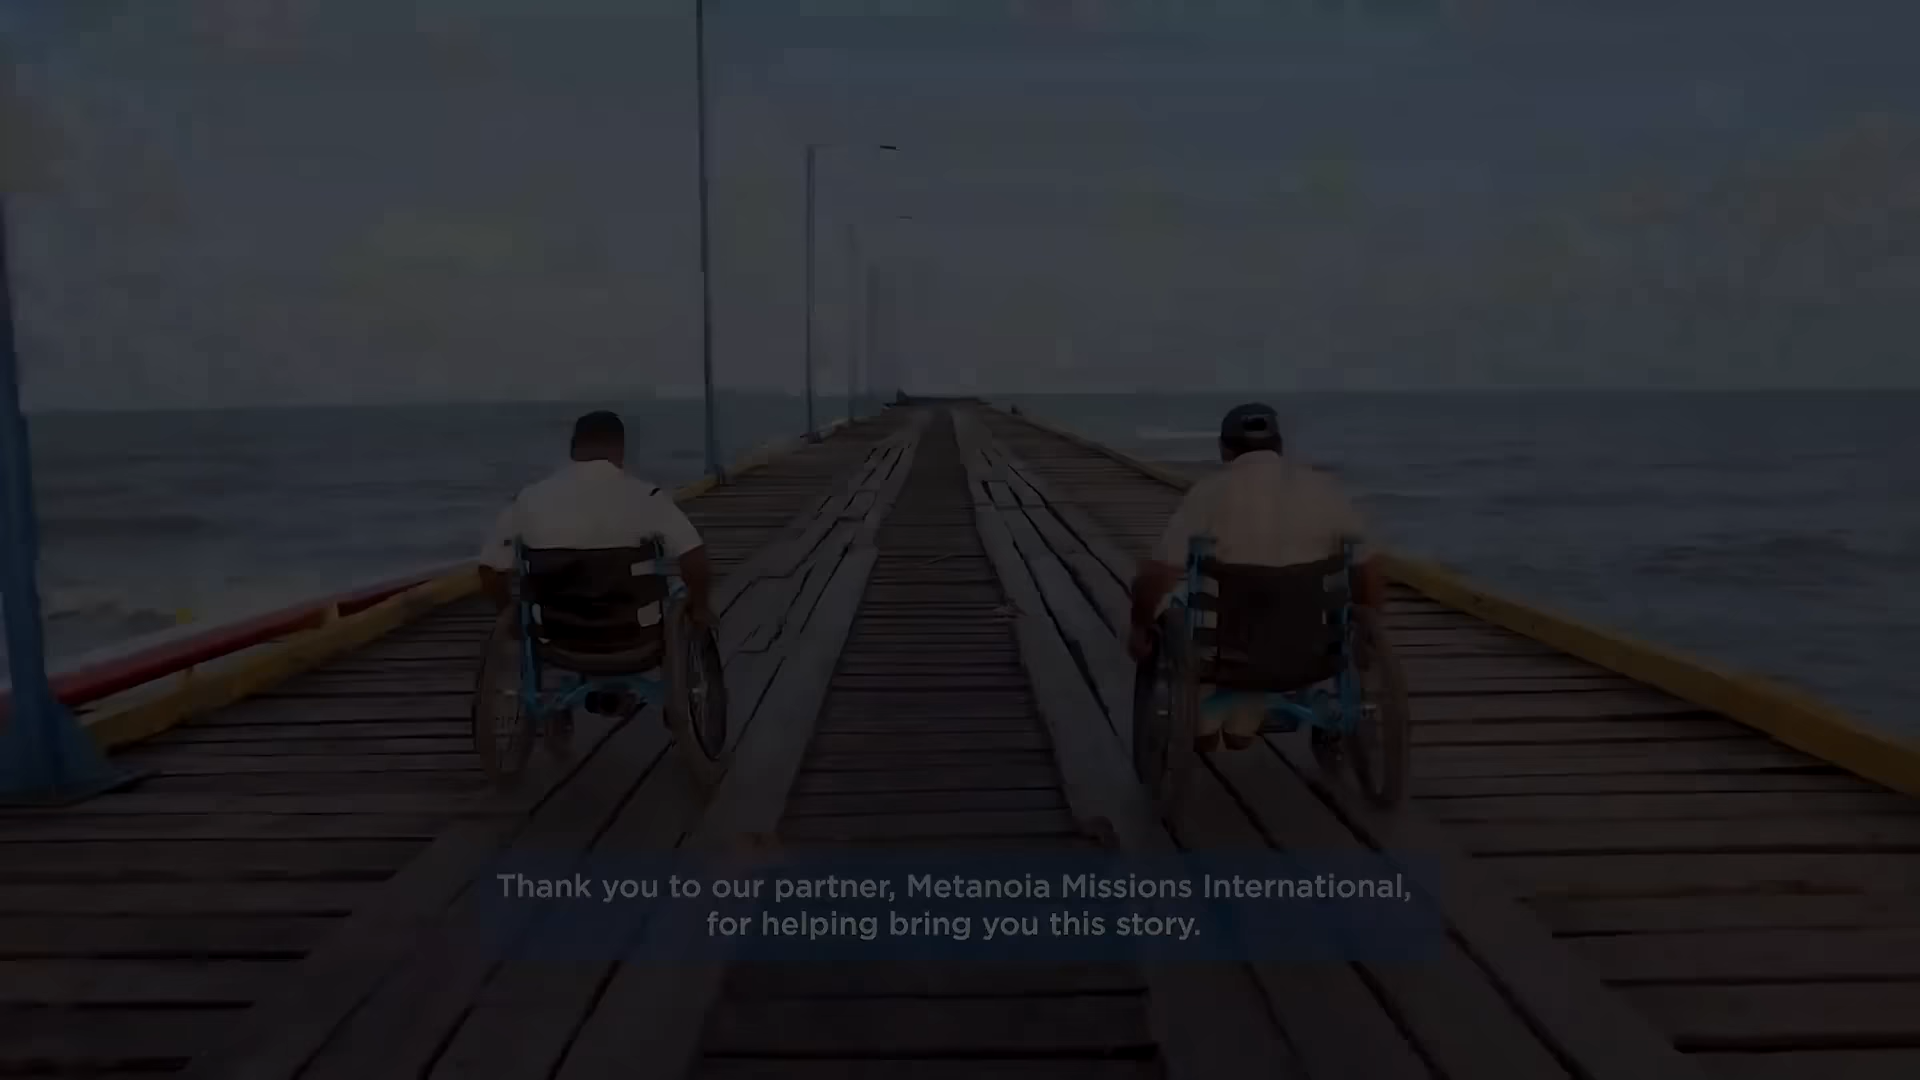 Thank you to our partner, Metanoia Missions International,
for helping bring you this story.